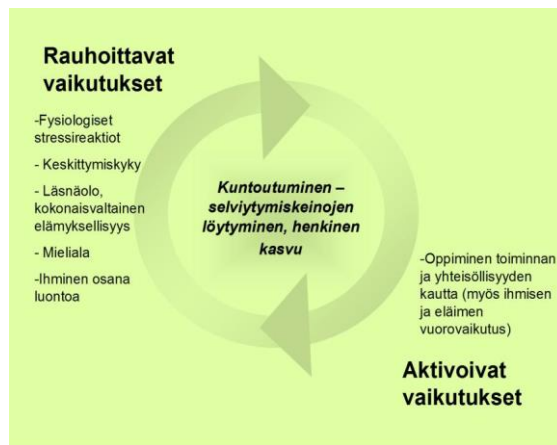 Rauhoittavat
vaikutukset
-Fysiologiset
stressireaktiot
- Keskittymiskyky
- Läsnäolo,
kokonaisvaltainen
elämyksellisyys
- Mieliala
-Ihminen osana
luontoa
Kuntoutuminen –
selviytymiskeinojen
löytyminen, henkinen
kasvu
-Oppiminen toiminnan
ja yhteisöllisyyden
kautta (myös ihmisen
ja eläimen
vuorovaikutus)
Aktivoivat
vaikutukset